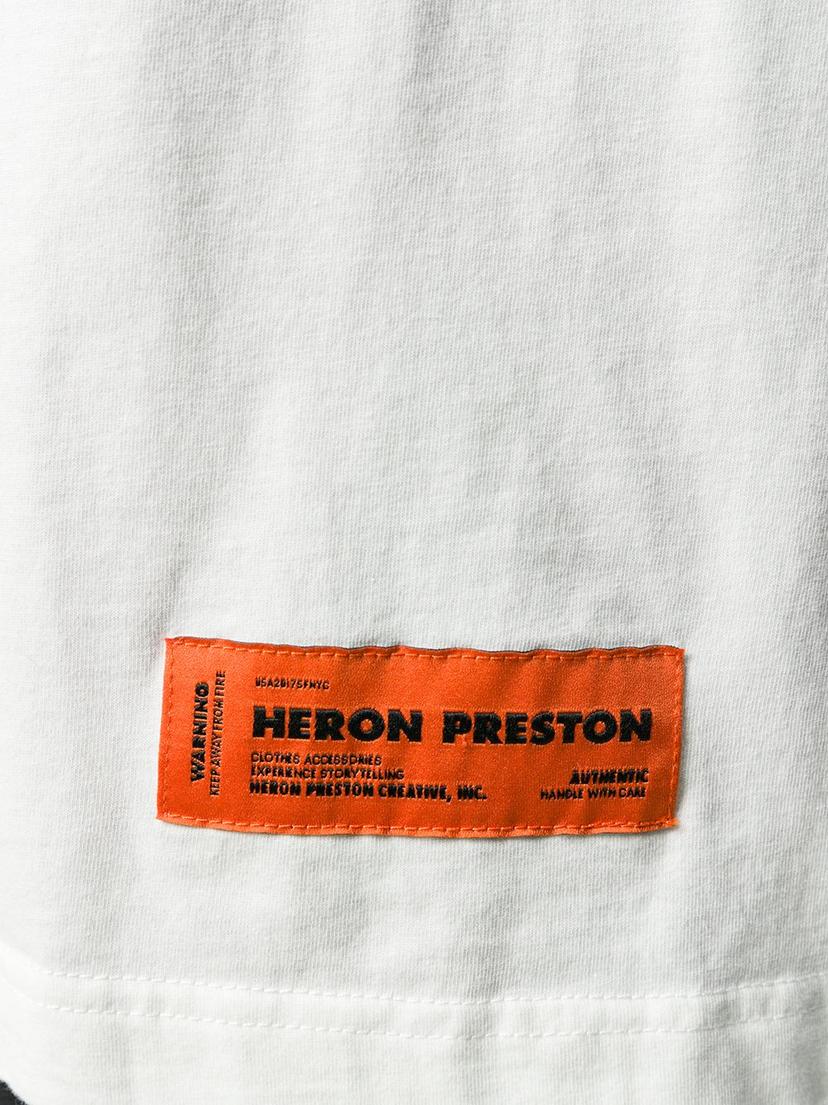 WARNING
KEEP AWAY FROM FIRE
USA20175FNYC
HERON PRESTON
CLOTHES ACCESSORIES
EXPERIENCE STORYTELLING
HERON PRESTON CREATIVE, INC.
AUTHENTIC
HANDLE WITH CARE